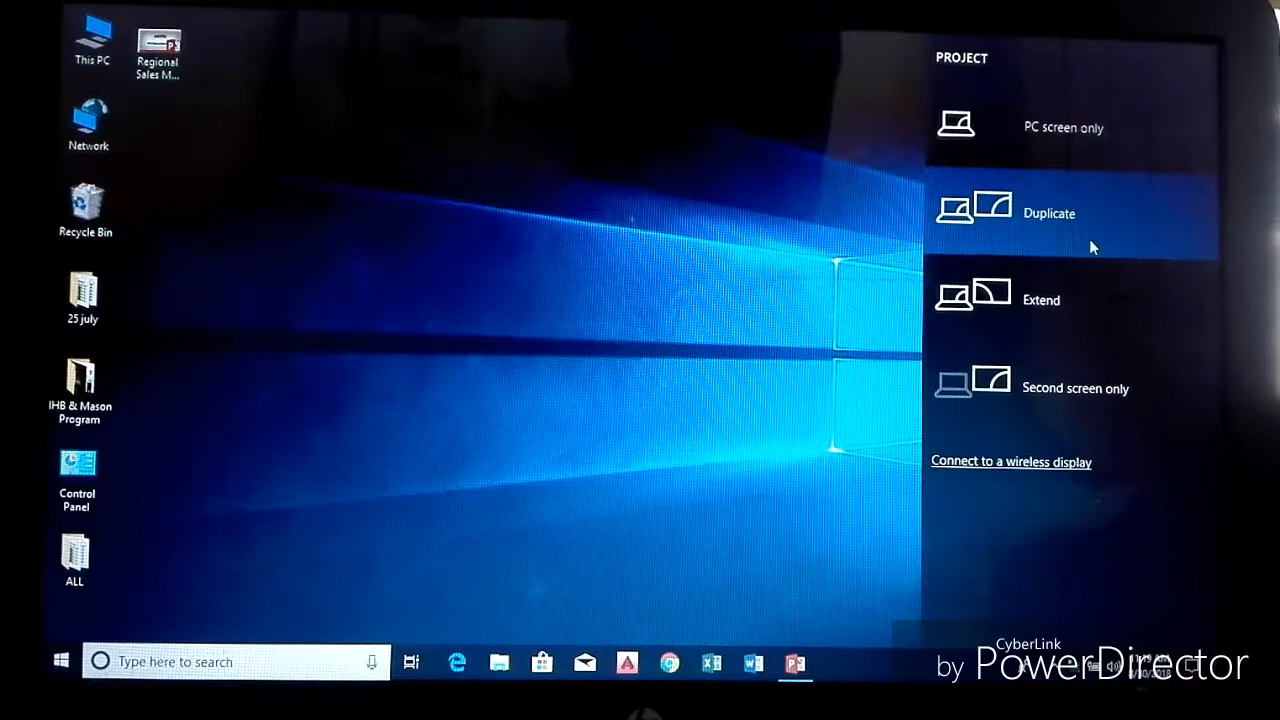 This PC
Regional
Sales M...
Network
Recycle Bin
25 july
IHB & Mason
Program
Control
Panel
ALL
PROJECT
PC screen only
Duplicate
Extend
Second screen only
Connect to a wireless display
Type here to search
CyberLink
by PowerDirector